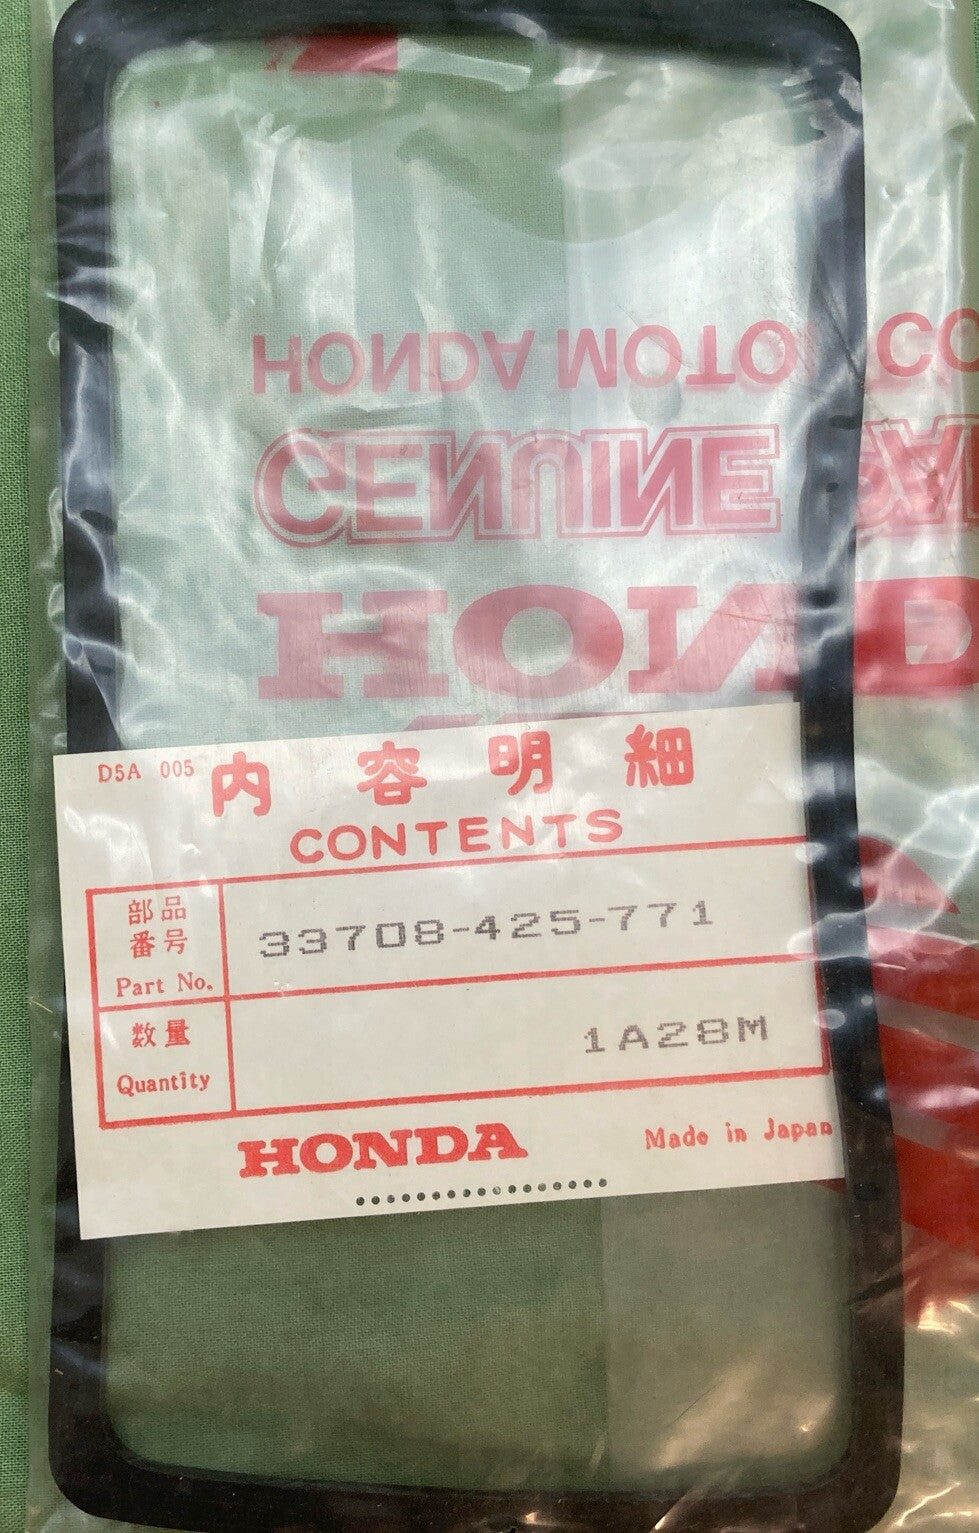 HONDA MOTOR CO
GENUINE
HOND
D5A 005
内容明細
CONTENTS
部品
番号
Part No.
33708-425-771
数量
Quantity
1A28M
HONDA
Made in Japan